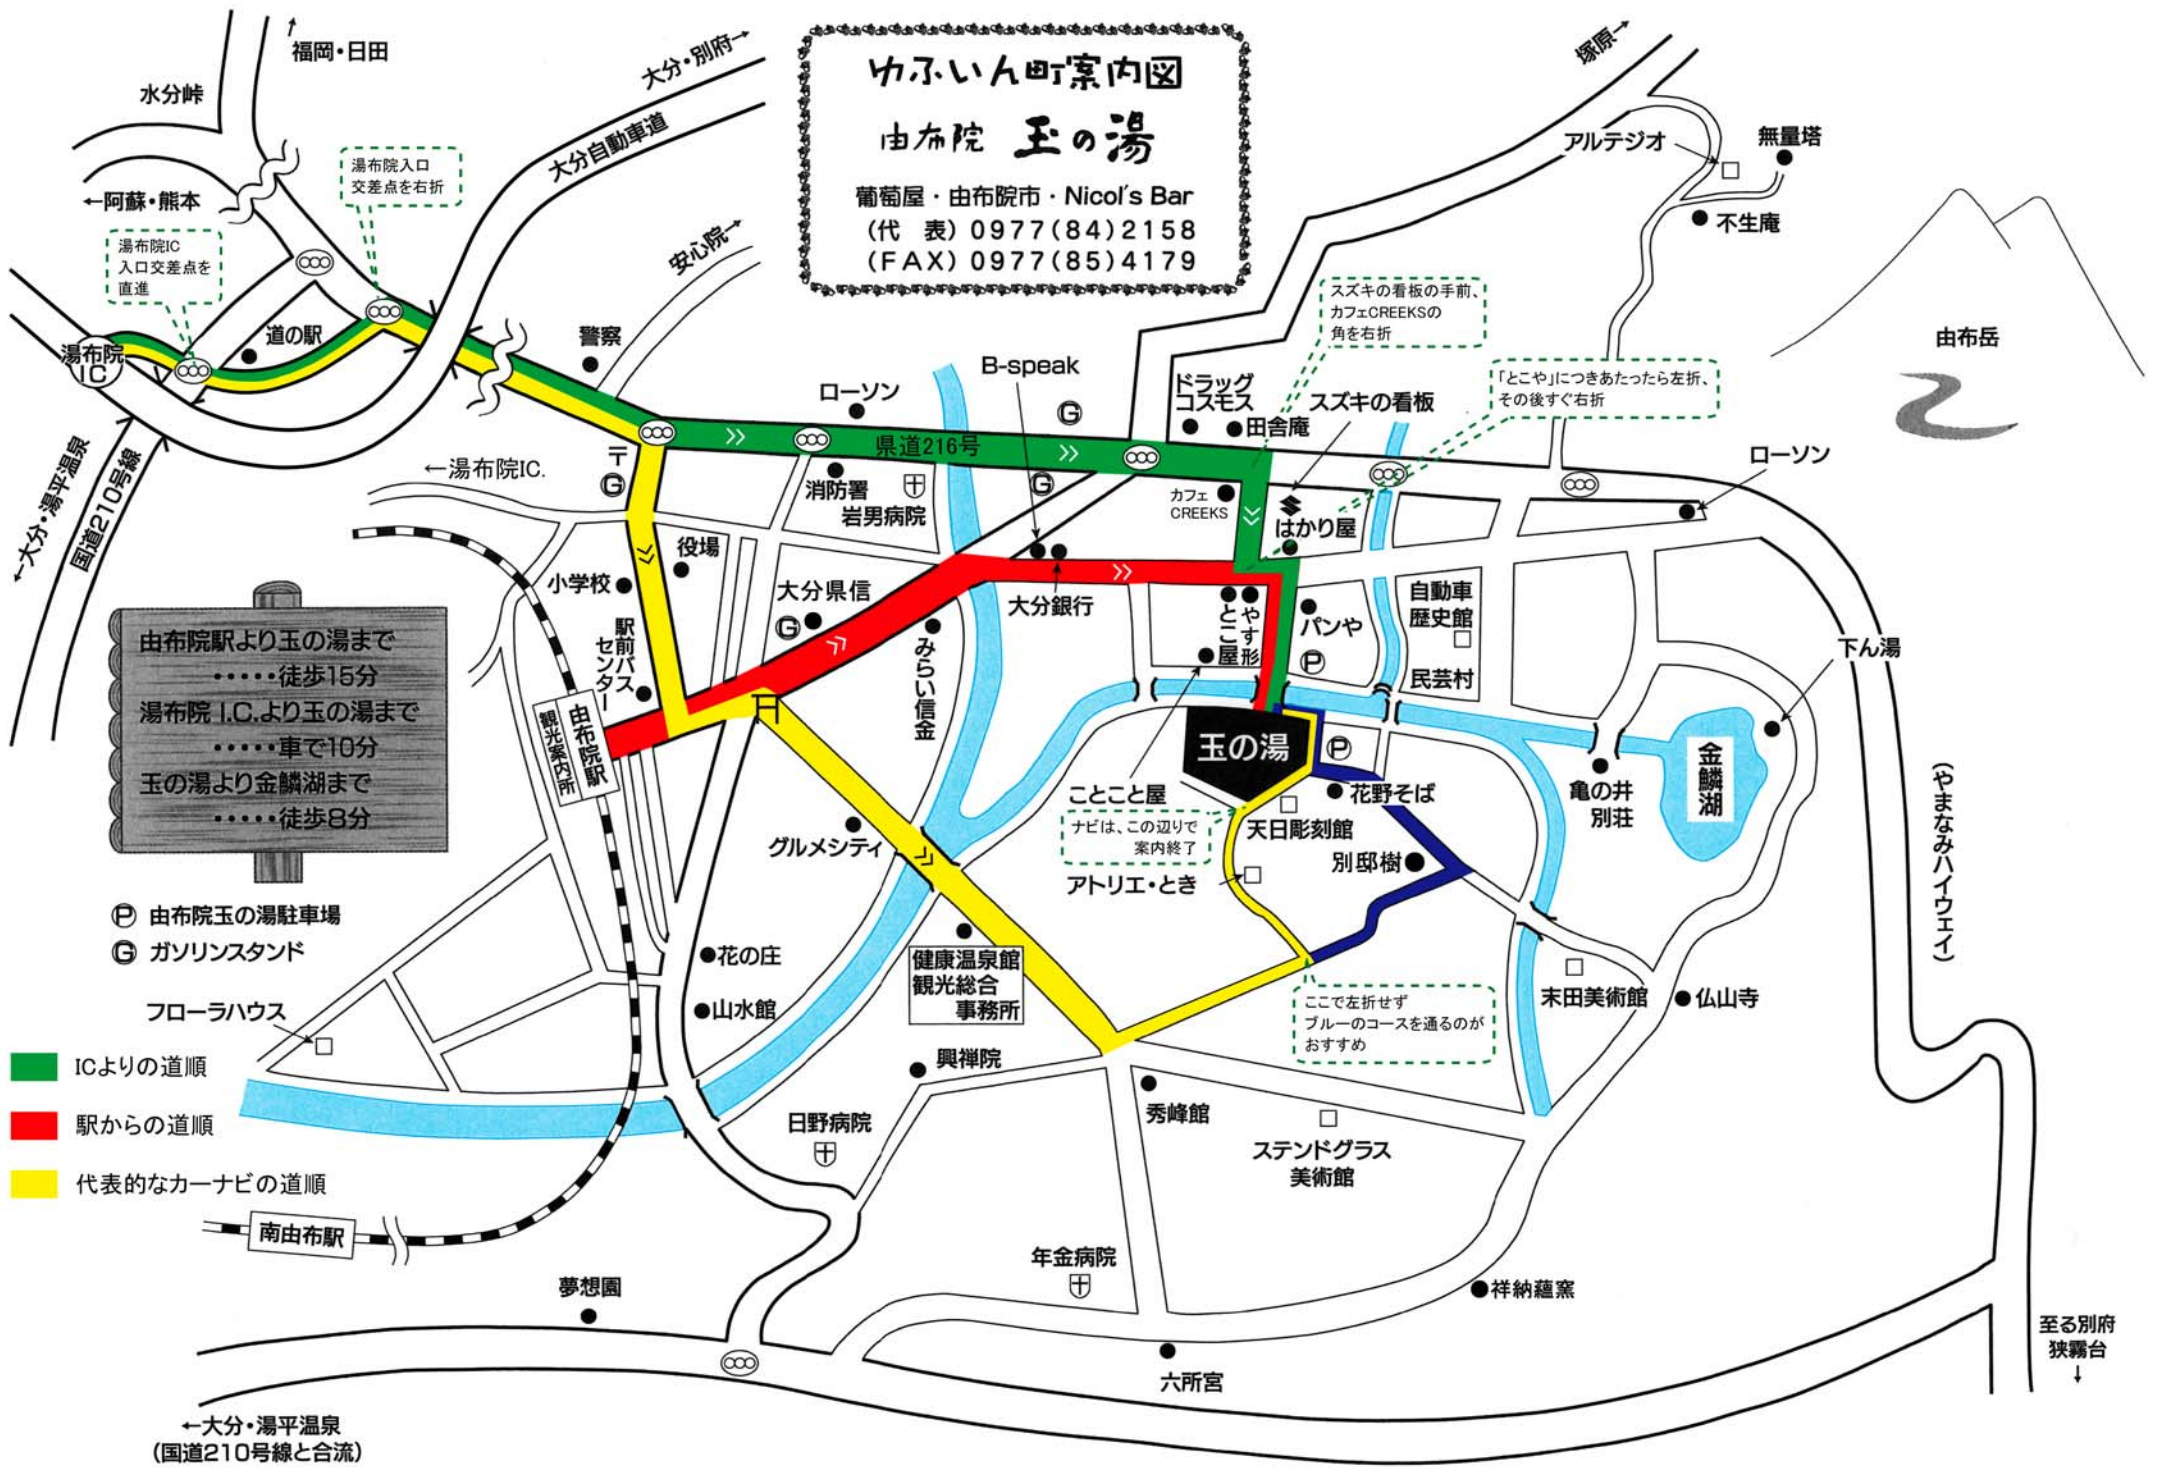 ゆふいん町案内図
由布院 玉の湯
葡萄屋・由布院市・Nicol's Bar
(代 表) 0977(84)2158
(FAX) 0977(85)4179
↑
福岡・日田
水分峠
大分・別府→
大分自動車道
塚原→
アルテジオ
無量塔
不生庵
由布岳
←阿蘇・熊本
湯布院入口
交差点を右折
湯布院IC
入口交差点を
直進
安心院→
道の駅
湯布院
IC
警察
スズキの看板の手前、
カフェCREEKSの
角を右折
「とこや」につきあたったら左折、
その後すぐ右折
ローソン
B-speak
G
ドラッグ
コスモス
田舎庵
スズキの看板
県道216号
ローソン
←大分・湯平温泉
国道210号線
←湯布院IC.
〒
G
消防署
岩男病院
G
カフェ
CREEKS
はかり屋
役場
小学校
大分県信
G
大分銀行
とこ屋
やす形
パンや
P
自動車
歴史館
民芸村
下ん湯
駅前バス
センター
みらい信金
由布院駅
観光案内所
由布院駅より玉の湯まで
・・・・・徒歩15分
湯布院 I.C.より玉の湯まで
・・・・・車で10分
玉の湯より金鱗湖まで
・・・・・徒歩8分
玉の湯
P
金鱗湖
ことこと屋
花野そば
亀の井
別荘
(やまなみハイウェイ)
ナビは、この辺りで
案内終了
天日彫刻館
グルメシティ
アトリエ・とき
別邸樹
P 由布院玉の湯駐車場
G ガソリンスタンド
花の庄
健康温泉館
観光総合
事務所
山水館
末田美術館
仏山寺
ここで左折せず
ブルーのコースを通るのが
おすすめ
フローラハウス
ICよりの道順
駅からの道順
代表的なカーナビの道順
興禅院
日野病院
秀峰館
ステンドグラス
美術館
南由布駅
年金病院
夢想園
祥納蘊窯
六所宮
至る別府
狭霧台
↓
←大分・湯平温泉
(国道210号線と合流)